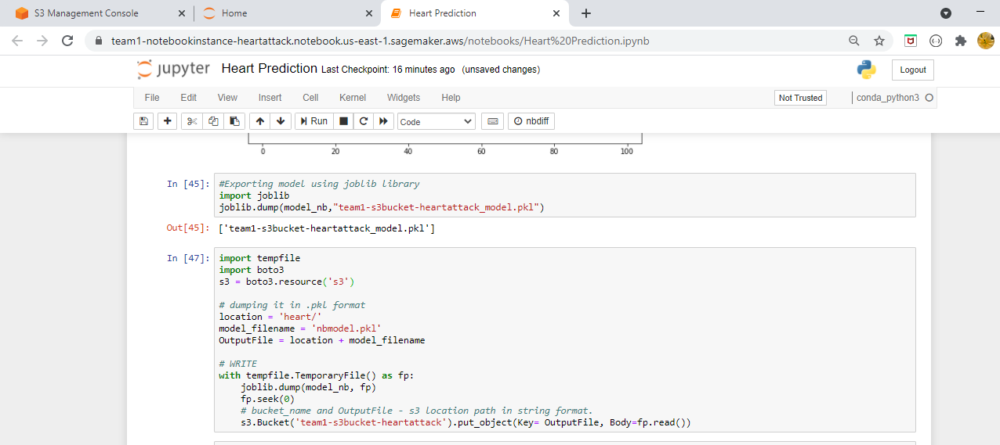 S3 Management Console
Home
Heart Prediction
team1-notebookinstance-heartattack.notebook.us-east-1.sagemaker.aws/notebooks/Heart%20Prediction.ipynb
jupyter Heart Prediction Last Checkpoint: 16 minutes ago (unsaved changes)
Logout
File Edit View Insert Cell Kernel Widgets Help
Not Trusted
conda_python3
Run
Code
nbdiff
0 20 40 60 80 100
In [45]: #Exporting model using joblib library
import joblib
joblib.dump(model_nb,"team1-s3bucket-heartattack_model.pkl")
Out[45]: ['team1-s3bucket-heartattack_model.pkl']
In [47]: import tempfile
import boto3
s3 = boto3.resource('s3')
# dumping it in .pkl format
location = 'heart/'
model_filename = 'nbmodel.pkl'
OutputFile = location + model_filename
# WRITE
with tempfile.TemporaryFile() as fp:
    joblib.dump(model_nb, fp)
    fp.seek(0)
    # bucket_name and OutputFile - s3 location path in string format.
    s3.Bucket('team1-s3bucket-heartattack').put_object(Key= OutputFile, Body=fp.read())